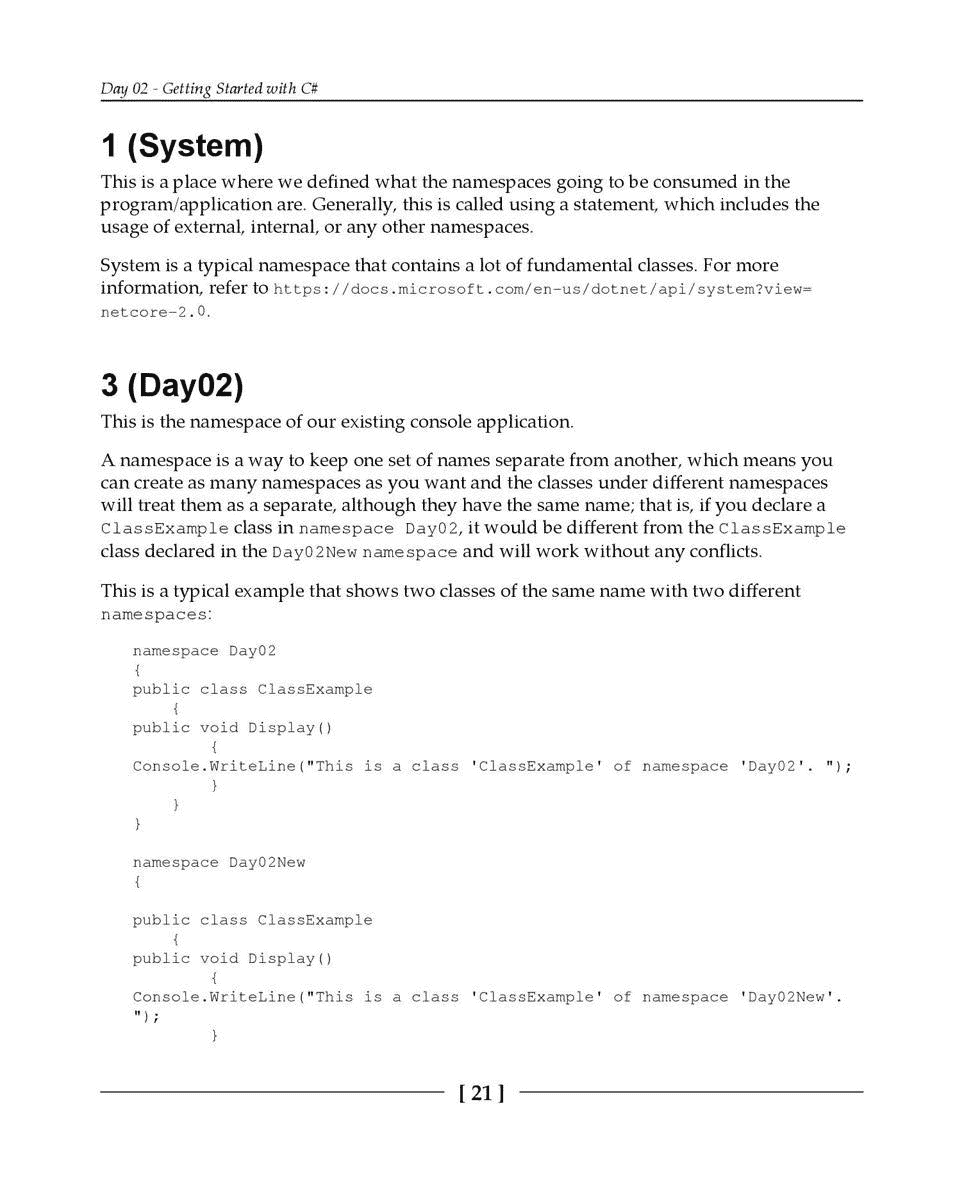 Day 02 - Getting Started with C#
1 (System)
This is a place where we defined what the namespaces going to be consumed in the
program/application are. Generally, this is called using a statement, which includes the
usage of external, internal, or any other namespaces.
System is a typical namespace that contains a lot of fundamental classes. For more
information, refer to https://docs.microsoft.com/en-us/dotnet/api/system?view=
netcore-2.0.
3 (Day02)
This is the namespace of our existing console application.
A namespace is a way to keep one set of names separate from another, which means you
can create as many namespaces as you want and the classes under different namespaces
will treat them as a separate, although they have the same name; that is, if you declare a
ClassExample class in namespace Day02, it would be different from the ClassExample
class declared in the Day02New namespace and will work without any conflicts.
This is a typical example that shows two classes of the same name with two different
namespaces:
namespace Day02
{
public class ClassExample
{
public void Display()
{
Console.WriteLine("This is a class 'ClassExample' of namespace 'Day02'. ");
}
}
}
namespace Day02New
{
public class ClassExample
{
public void Display()
{
Console.WriteLine("This is a class 'ClassExample' of namespace 'Day02New'.
");
}
[ 21 ]